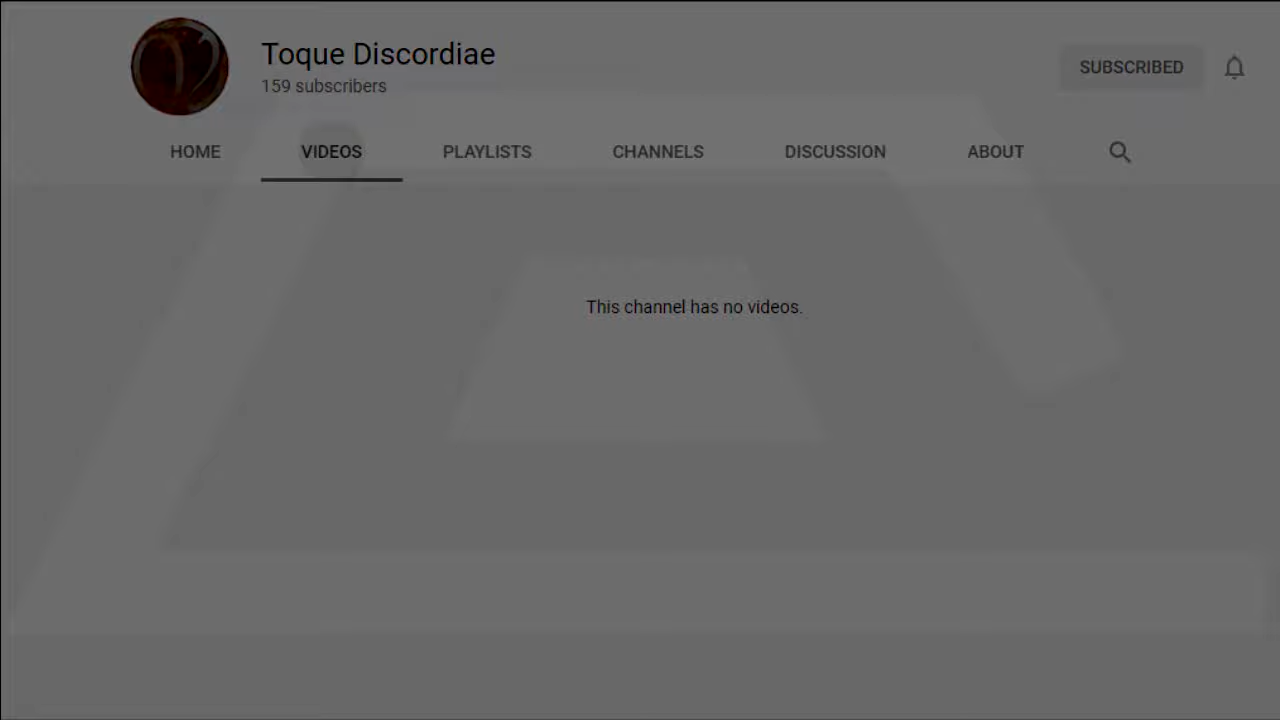 Toque Discordiae
159 subscribers
SUBSCRIBED
HOME VIDEOS PLAYLISTS CHANNELS DISCUSSION ABOUT
This channel has no videos.